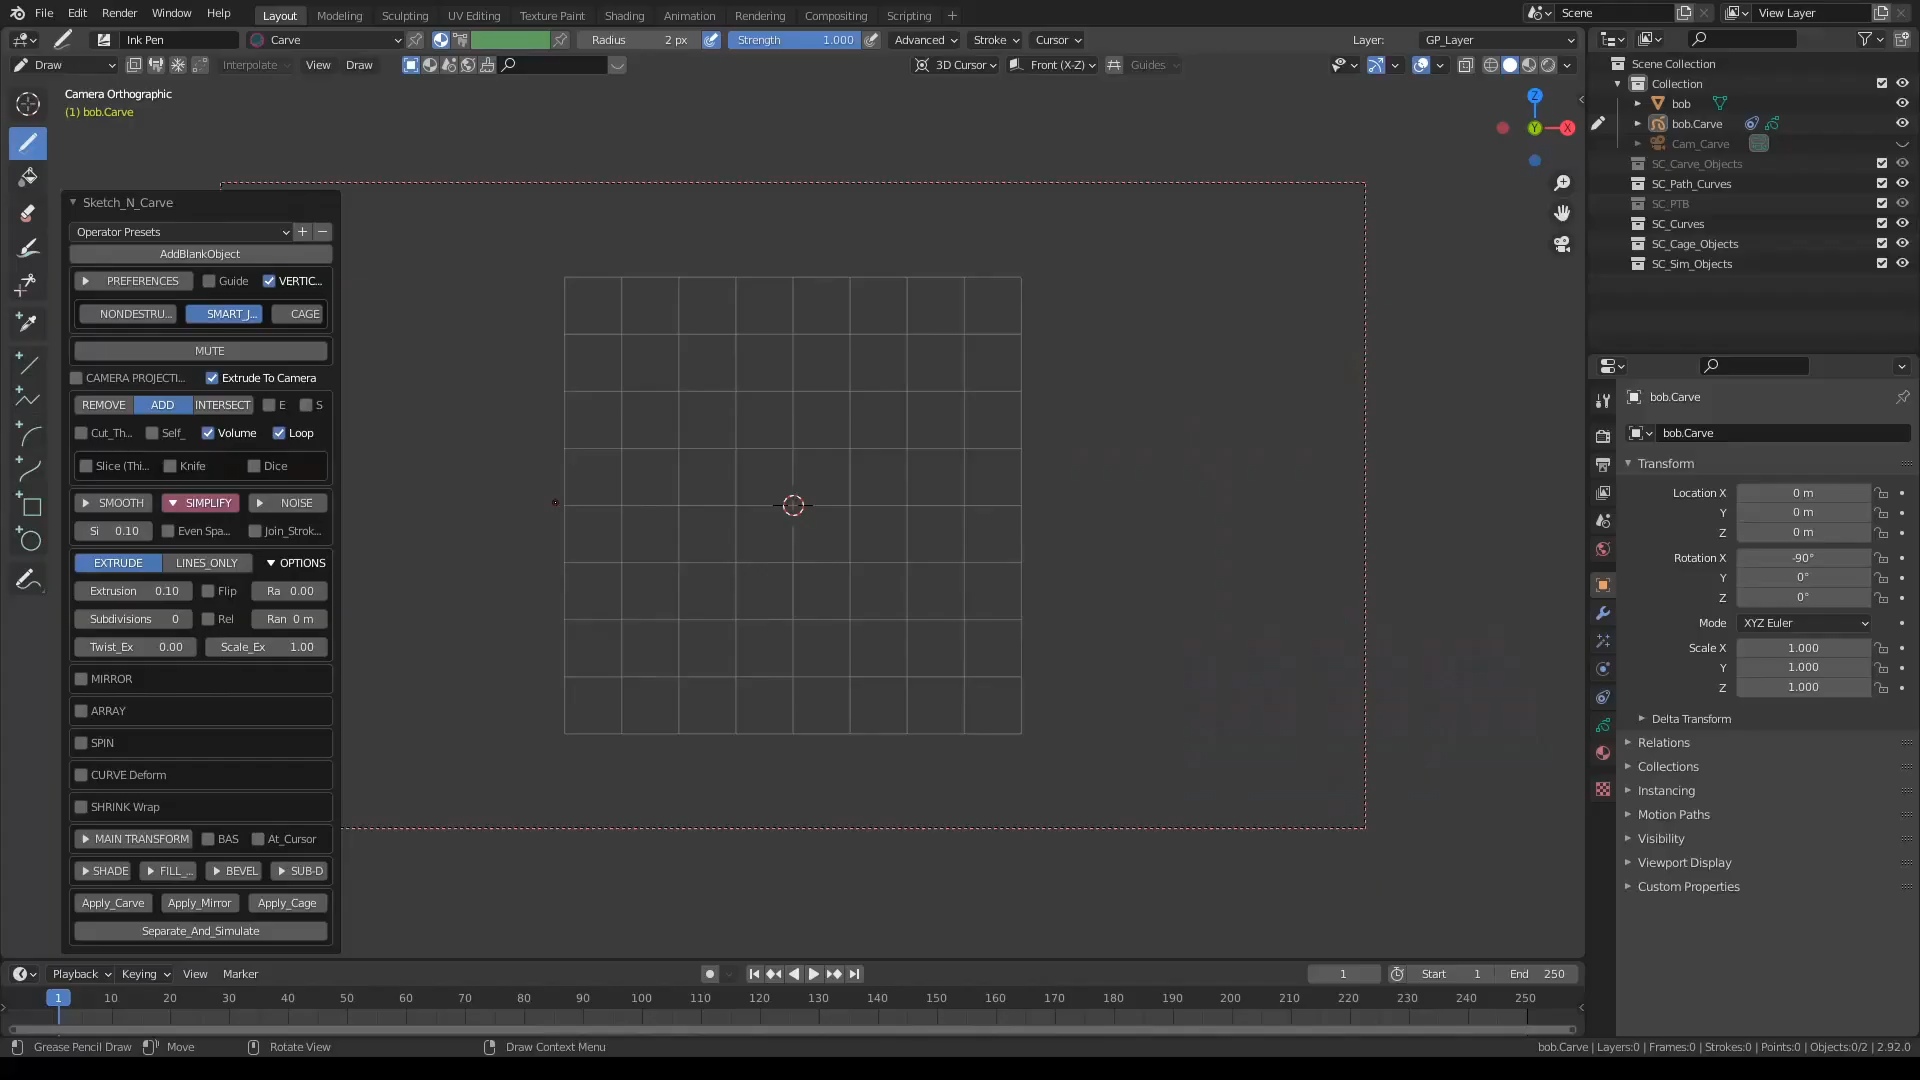 File Edit Render Window Help Layout Modeling Sculpting UV Editing Texture Paint Shading Animation Rendering Compositing Scripting + Scene View Layer
Ink Pen Carve Radius 2 px Strength 1.000 Advanced Stroke Cursor Layer: GP_Layer
Draw Interpolate View Draw 3D Cursor Front (X-Z) Guides
Camera Orthographic
(1) bob.Carve
Z
Y
X
Sketch_N_Carve
Operator Presets
AddBlankObject
PREFERENCES Guide VERTIC...
NONDESTRU... SMART_J... CAGE
MUTE
CAMERA PROJECTI... Extrude To Camera
REMOVE ADD INTERSECT E S
Cut_Th... Self_ Volume Loop
Slice (Thi... Knife Dice
SMOOTH SIMPLIFY NOISE
Si 0.10 Even Spa... Join_Strok...
EXTRUDE LINES_ONLY OPTIONS
Extrusion 0.10 Flip Ra 0.00
Subdivisions 0 Rel Ran 0 m
Twist_Ex 0.00 Scale_Ex 1.00
MIRROR
ARRAY
SPIN
CURVE Deform
SHRINK Wrap
MAIN TRANSFORM BAS At_Cursor
SHADE FILL_... BEVEL SUB-D
Apply_Carve Apply_Mirror Apply_Cage
Separate_And_Simulate
Scene Collection
Collection
bob
bob.Carve
Cam_Carve
SC_Carve_Objects
SC_Path_Curves
SC_PTB
SC_Curves
SC_Cage_Objects
SC_Sim_Objects
bob.Carve
bob.Carve
Transform
Location X 0 m
Y 0 m
Z 0 m
Rotation X -90°
Y 0°
Z 0°
Mode XYZ Euler
Scale X 1.000
Y 1.000
Z 1.000
Delta Transform
Relations
Collections
Instancing
Motion Paths
Visibility
Viewport Display
Custom Properties
Playback Keying View Marker 1 Start 1 End 250
1 10 20 30 40 50 60 70 80 90 100 110 120 130 140 150 160 170 180 190 200 210 220 230 240 250
Grease Pencil Draw Move Rotate View Draw Context Menu bob.Carve | Layers:0 | Frames:0 | Strokes:0 | Points:0 | Objects:0/2 | 2.92.0